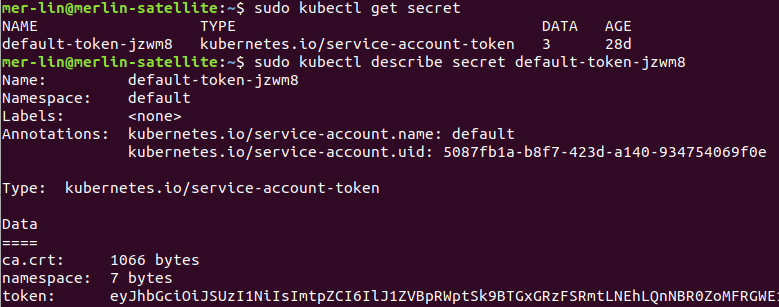 mer-lin@merlin-satellite:~$ sudo kubectl get secret
NAME                  TYPE                                  DATA   AGE
default-token-jzwm8   kubernetes.io/service-account-token   3      28d
mer-lin@merlin-satellite:~$ sudo kubectl describe secret default-token-jzwm8
Name:         default-token-jzwm8
Namespace:    default
Labels:       <none>
Annotations:  kubernetes.io/service-account.name: default
              kubernetes.io/service-account.uid: 5087fb1a-b8f7-423d-a140-934754069f0e
Type:  kubernetes.io/service-account-token
Data
====
ca.crt:     1066 bytes
namespace:  7 bytes
token:      eyJhbGciOiJSUzI1NiIsImtpZCI6IlJ1ZVBpRWptSk9BTGxGRzFSRmtLNEhLQnNBR0ZoMFRGWE